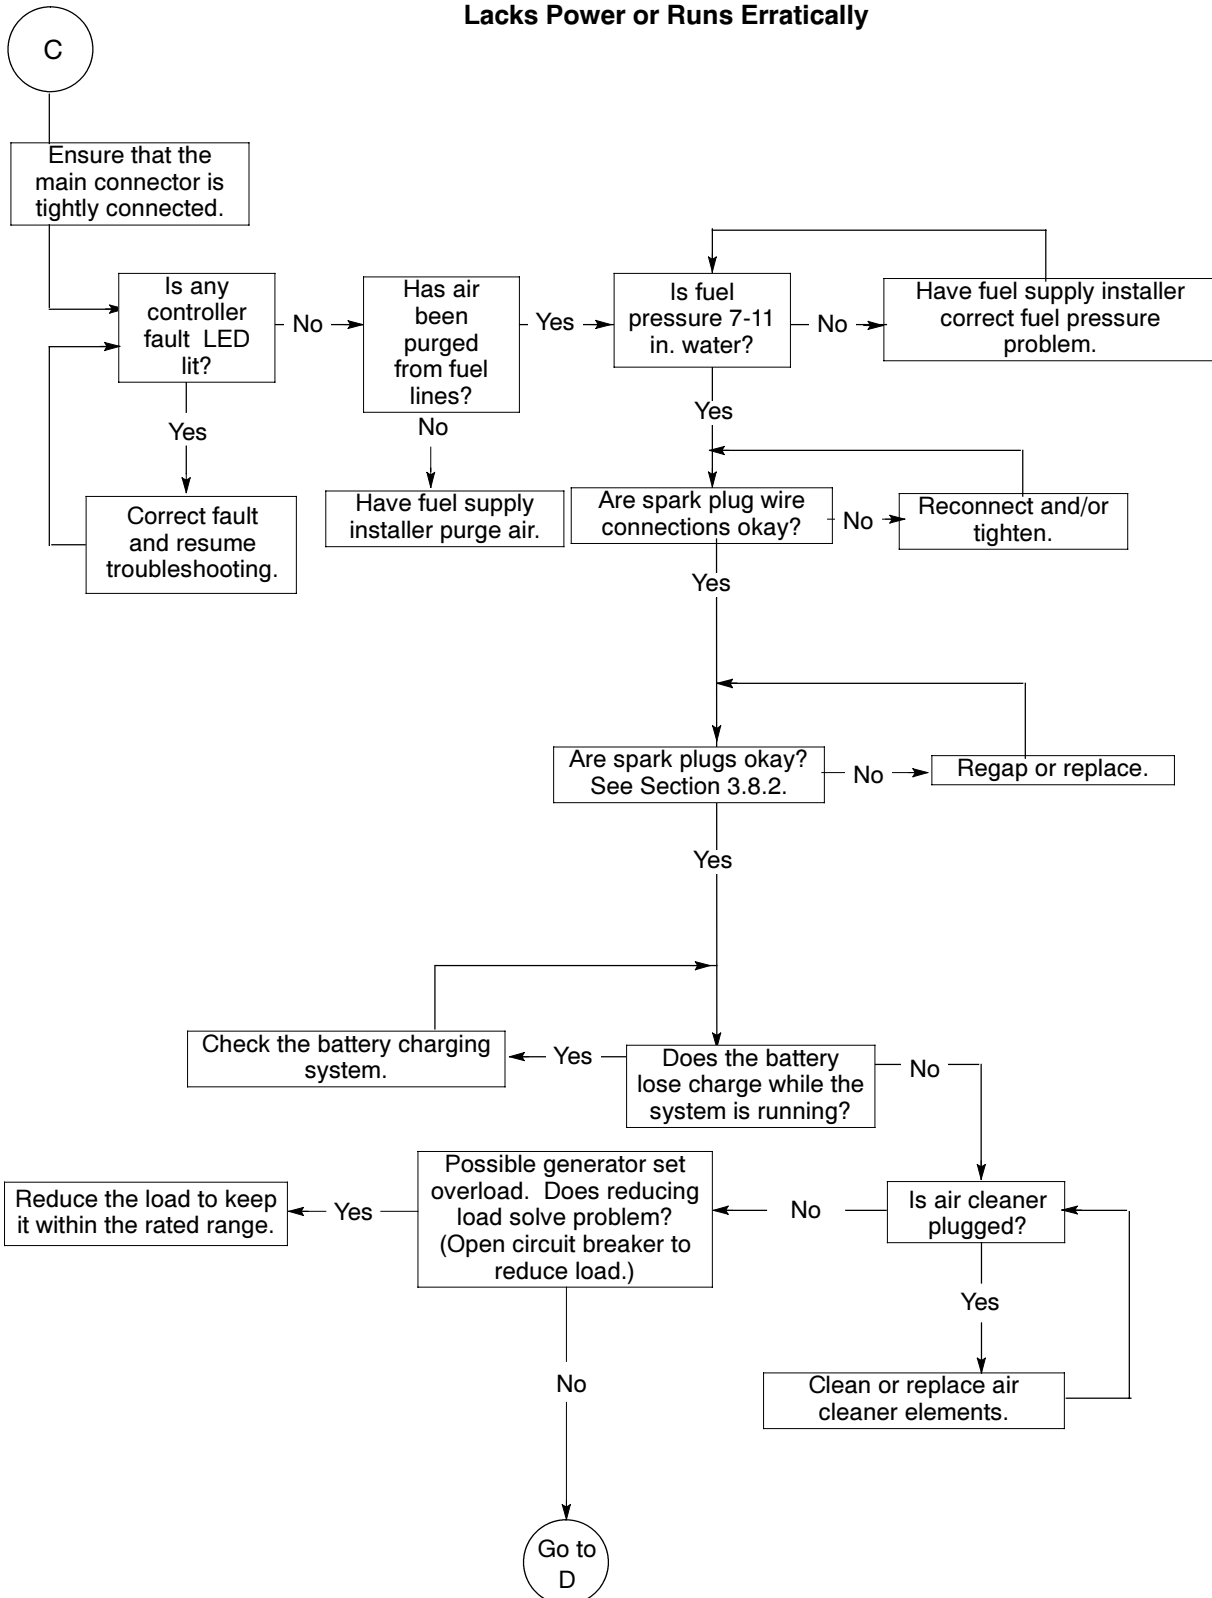 Lacks Power or Runs Erratically
C
Ensure that the
main connector is
tightly connected.
Is any
controller
fault LED
lit?
No
Has air
been
purged
from fuel
lines?
Yes
Is fuel
pressure 7-11
in. water?
No
Have fuel supply installer
correct fuel pressure
problem.
Yes
Correct fault
and resume
troubleshooting.
No
Have fuel supply
installer purge air.
Yes
Are spark plug wire
connections okay?
No
Reconnect and/or
tighten.
Yes
Are spark plugs okay?
See Section 3.8.2.
No
Regap or replace.
Yes
Check the battery charging
system.
Yes
Does the battery
lose charge while the
system is running?
No
Reduce the load to keep
it within the rated range.
Yes
Possible generator set
overload. Does reducing
load solve problem?
(Open circuit breaker to
reduce load.)
No
Is air cleaner
plugged?
Yes
Clean or replace air
cleaner elements.
No
Go to
D